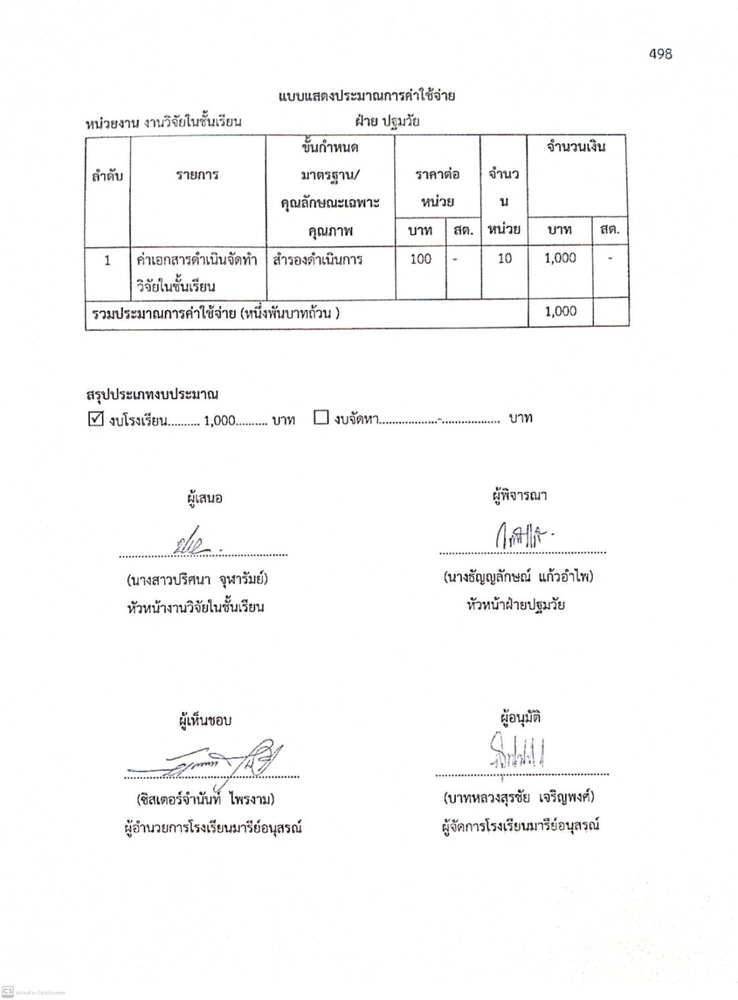 498
แบบแสดงประมาณการค่าใช้จ่าย
หน่วยงาน งานวิจัยในชั้นเรียน ฝ่าย ปฐมวัย
ลำดับ รายการ ขั้นกำหนด มาตรฐาน/ คุณลักษณะเฉพาะ คุณภาพ ราคาต่อ หน่วย จำนว น หน่วย จำนวนเงิน
บาท สต. บาท สต.
1 ค่าเอกสารดำเนินจัดทำ สำรองดำเนินการ 100 - 10 1,000 -
วิจัยในชั้นเรียน
รวมประมาณการค่าใช้จ่าย (หนึ่งพันบาทถ้วน ) 1,000
สรุปประเภทงบประมาณ
☑ งบโรงเรียน.......... 1,000.......... บาท ☐ งบจัดหา..................-.................. บาท
ผู้เสนอ ผู้พิจารณา
(นางสาวปริศนา จุฬารัมย์) (นางธัญญลักษณ์ แก้วอำไพ)
หัวหน้างานวิจัยในชั้นเรียน หัวหน้าฝ่ายปฐมวัย
ผู้เห็นชอบ ผู้อนุมัติ
(ซิสเตอร์จำนันท์ ไพรงาม) (บาทหลวงสุรชัย เจริญพงศ์)
ผู้อำนวยการโรงเรียนมารีย์อนุสรณ์ ผู้จัดการโรงเรียนมารีย์อนุสรณ์
CS สแกนด้วย CamScanner